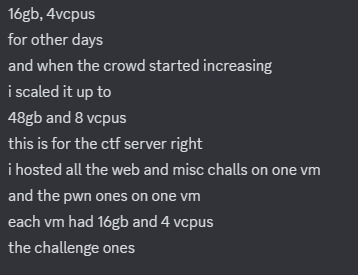 16gb, 4vcpus
for other days
and when the crowd started increasing
i scaled it up to
48gb and 8 vcpus
this is for the ctf server right
i hosted all the web and misc challs on one vm
and the pwn ones on one vm
each vm had 16gb and 4 vcpus
the challenge ones